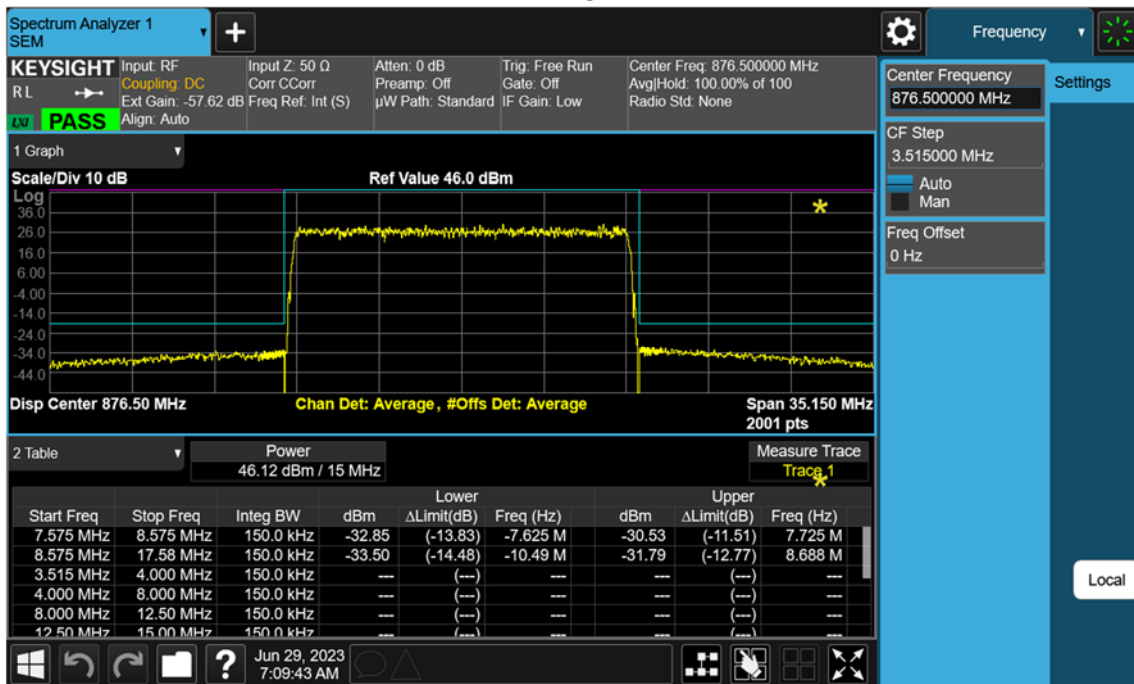 Spectrum Analyzer 1
SEM
Frequency
KEYSIGHT
RL
LXI PASS
Input: RF
Coupling: DC
Ext Gain: -57.62 dB
Align: Auto
Input Z: 50 Ω
Corr CCorr
Freq Ref: Int (S)
Atten: 0 dB
Preamp: Off
µW Path: Standard
Trig: Free Run
Gate: Off
IF Gain: Low
Center Freq: 876.500000 MHz
Avg|Hold: 100.00% of 100
Radio Std: None
Center Frequency
876.500000 MHz
Settings
CF Step
3.515000 MHz
Auto
Man
Freq Offset
0 Hz
Local
1 Graph
Scale/Div 10 dB
Ref Value 46.0 dBm
Log
36.0
26.0
16.0
6.00
-4.00
-14.0
-24.0
-34.0
-44.0
Disp Center 876.50 MHz
Chan Det: Average, #Offs Det: Average
Span 35.150 MHz
2001 pts
2 Table
Power
46.12 dBm / 15 MHz
Measure Trace
Trace 1
Lower Upper
Start Freq Stop Freq Integ BW dBm ΔLimit(dB) Freq (Hz) dBm ΔLimit(dB) Freq (Hz)
7.575 MHz 8.575 MHz 150.0 kHz -32.85 (-13.83) -7.625 M -30.53 (-11.51) 7.725 M
8.575 MHz 17.58 MHz 150.0 kHz -33.50 (-14.48) -10.49 M -31.79 (-12.77) 8.688 M
3.515 MHz 4.000 MHz 150.0 kHz --- (---) --- --- (---) ---
4.000 MHz 8.000 MHz 150.0 kHz --- (---) --- --- (---) ---
8.000 MHz 12.50 MHz 150.0 kHz --- (---) --- --- (---) ---
12.50 MHz 15.00 MHz 150.0 kHz --- (---) --- --- (---) ---
? Jun 29, 2023
7:09:43 AM